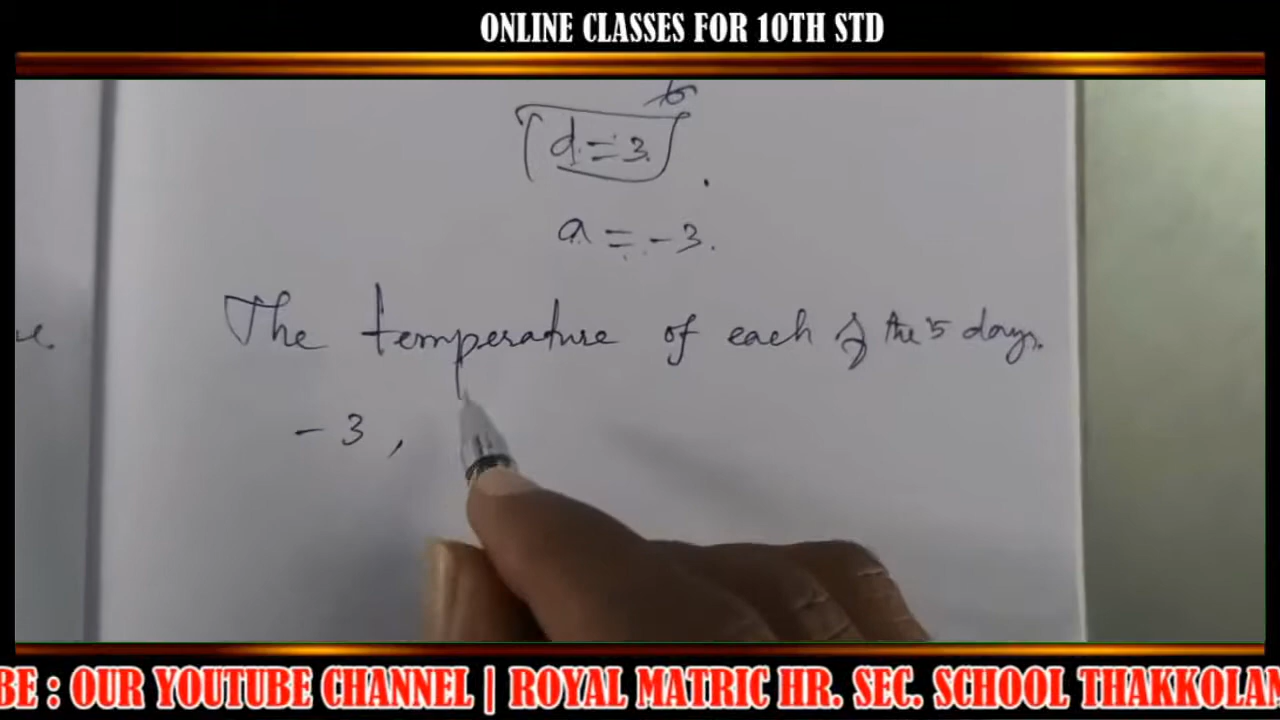 ONLINE CLASSES FOR 10TH STD
d = 3
.
a = -3.
The temperature of each of the 5 days.
-3,
BE : OUR YOUTUBE CHANNEL | ROYAL MATRIC HR. SEC. SCHOOL THAKKOLAM